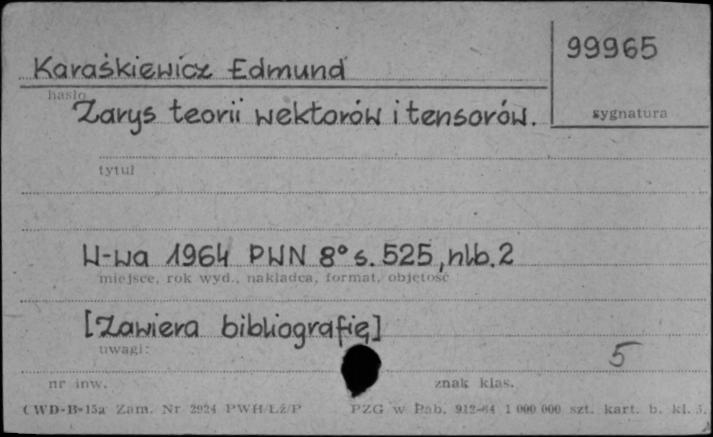 99965
Karaśkiewicz Edmund
hasło
Zarys teorii wektorów i tensorów.
sygnatura
tytuł
W-wa 1964 PWN 8° s. 525, nlb. 2
miejsce, rok wyd., nakładca, format, objętość
[Zawiera bibliografię]
uwagi:
5
nr inw. znak klas.
CWD-B-15a Zam. Nr 2924 PWH/Lż/P PZG w Pab. 912-64 1 000 000 szt. kart. b. kl. 3.